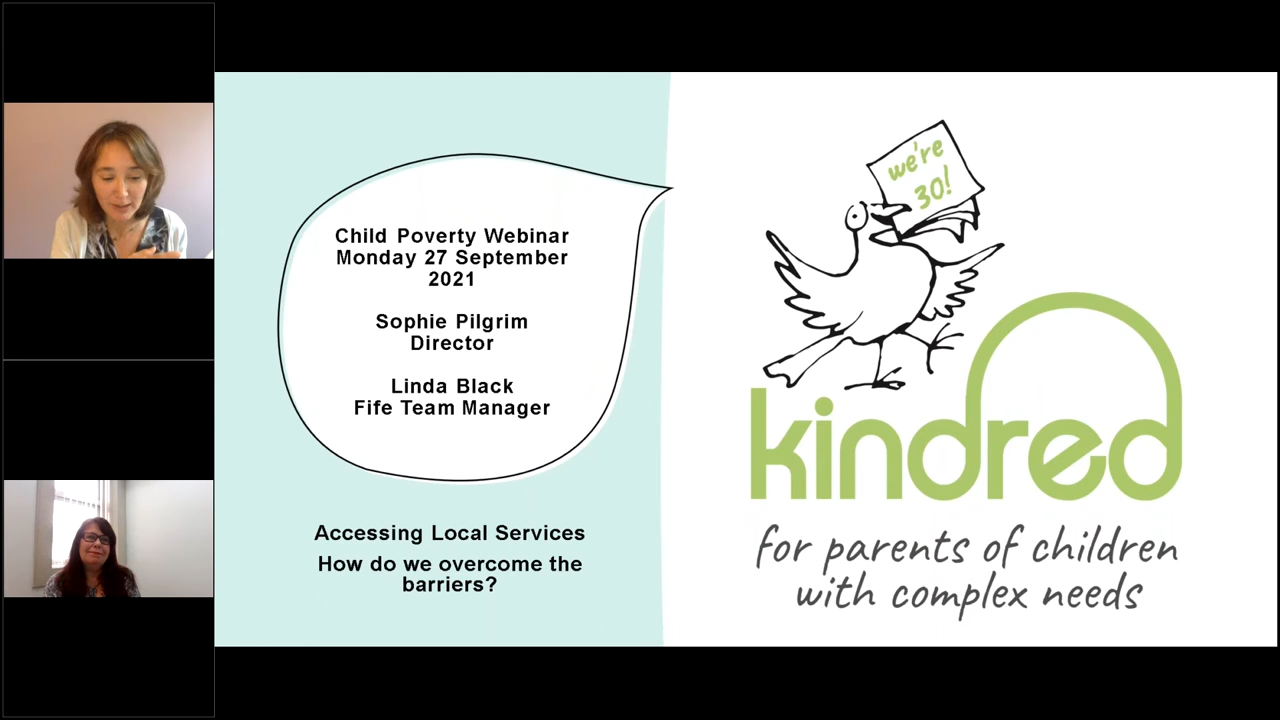 Child Poverty Webinar
Monday 27 September
2021
Sophie Pilgrim
Director
Linda Black
Fife Team Manager
Accessing Local Services
How do we overcome the
barriers?
we're
30!
kindred
for parents of children
with complex needs